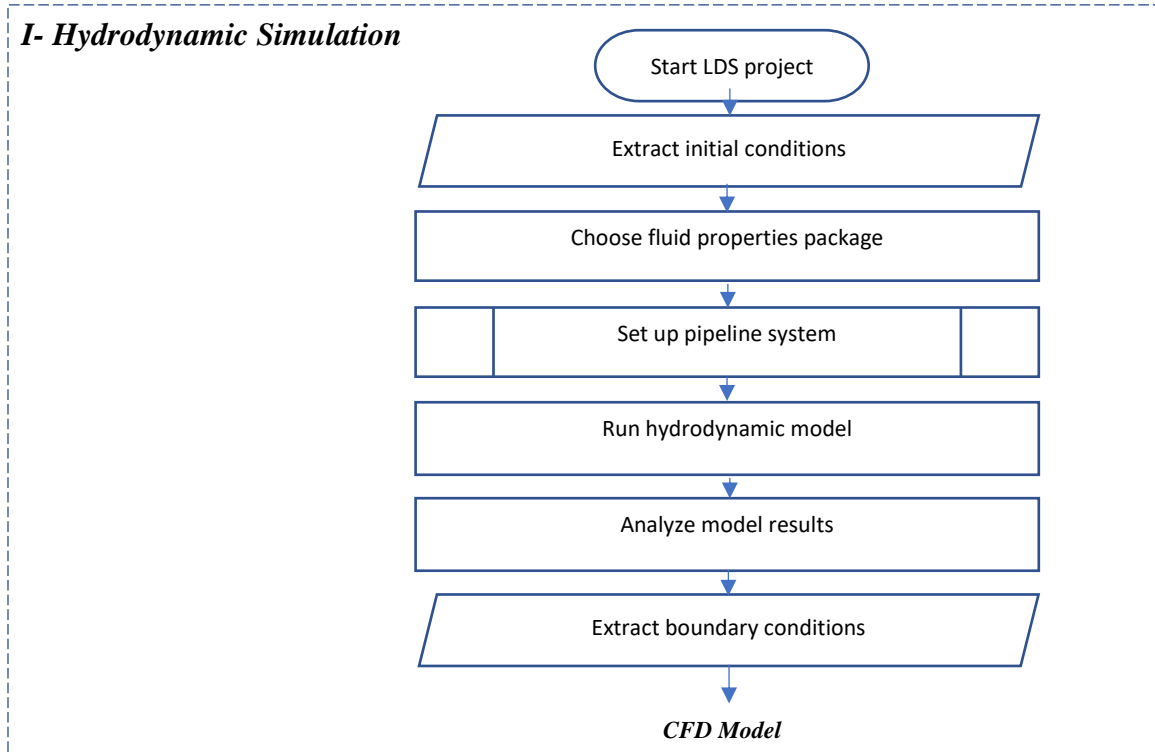 I- Hydrodynamic Simulation
Start LDS project
Extract initial conditions
Choose fluid properties package
Set up pipeline system
Run hydrodynamic model
Analyze model results
Extract boundary conditions
CFD Model